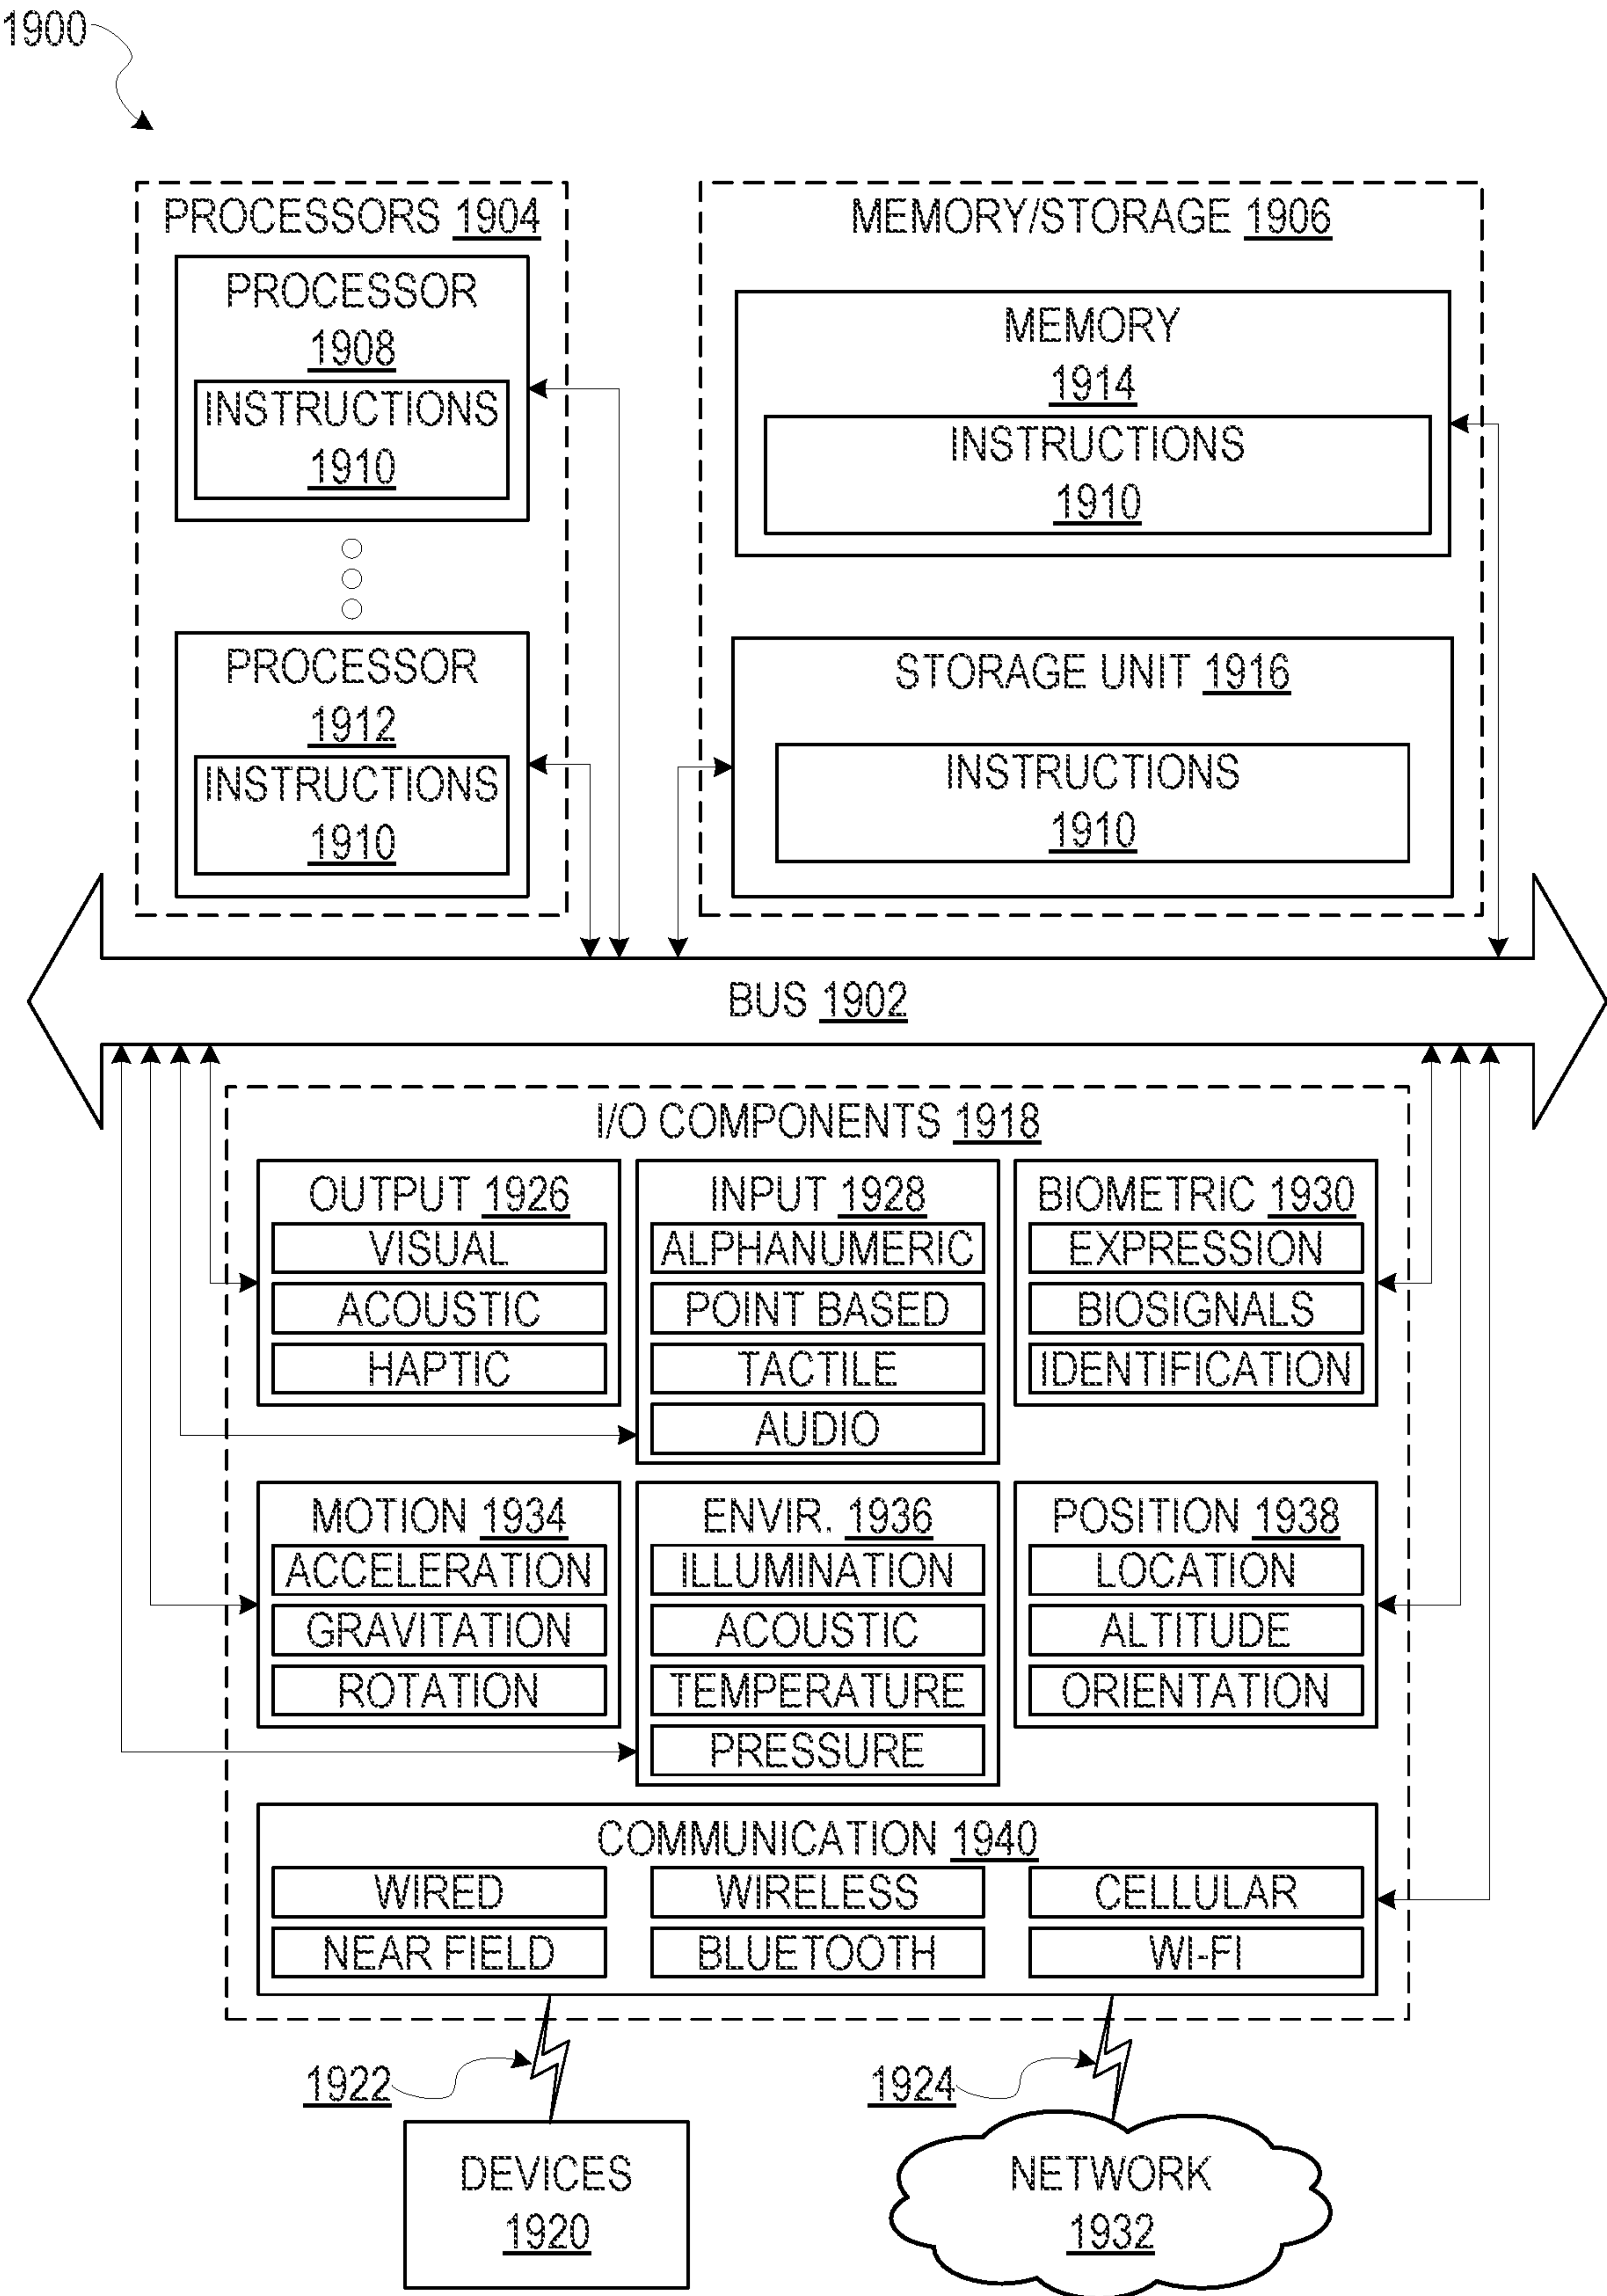 1900
PROCESSORS 1904
PROCESSOR
1908
INSTRUCTIONS
1910
PROCESSOR
1912
INSTRUCTIONS
1910
MEMORY/STORAGE 1906
MEMORY
1914
INSTRUCTIONS
1910
STORAGE UNIT 1916
INSTRUCTIONS
1910
BUS 1902
I/O COMPONENTS 1918
OUTPUT 1926
VISUAL
ACOUSTIC
HAPTIC
INPUT 1928
ALPHANUMERIC
POINT BASED
TACTILE
AUDIO
BIOMETRIC 1930
EXPRESSION
BIOSIGNALS
IDENTIFICATION
MOTION 1934
ACCELERATION
GRAVITATION
ROTATION
ENVIR. 1936
ILLUMINATION
ACOUSTIC
TEMPERATURE
PRESSURE
POSITION 1938
LOCATION
ALTITUDE
ORIENTATION
COMMUNICATION 1940
WIRED
WIRELESS
CELLULAR
NEAR FIELD
BLUETOOTH
WI-FI
1922
1924
DEVICES
1920
NETWORK
1932